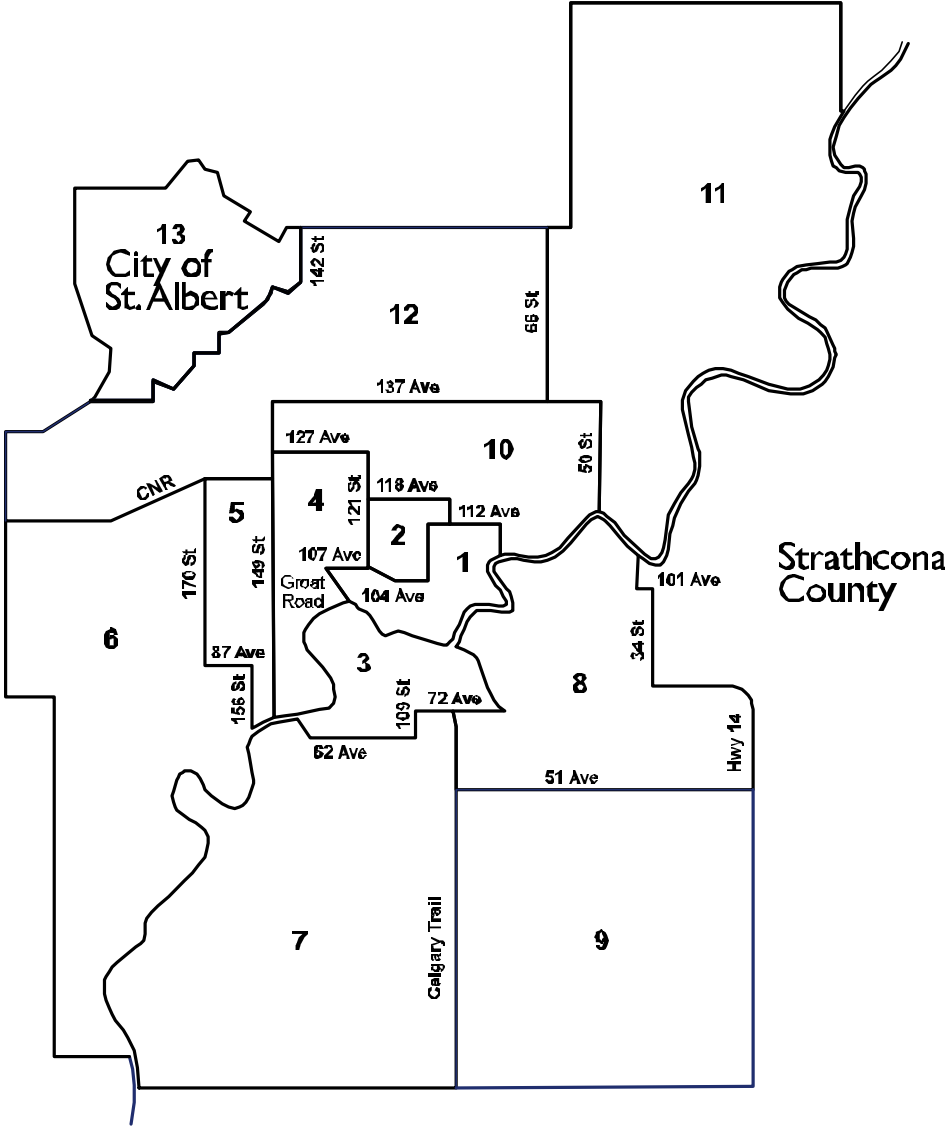 11
13
City of
St. Albert
142 St
12
66 St
137 Ave
127 Ave
10
50 St
CNR
5
4
121 St
118 Ave
112 Ave
2
1
170 St
149 St
107 Ave
Groat
Road
104 Ave
101 Ave
Strathcona
County
6
87 Ave
3
34 St
156 St
109 St
72 Ave
8
62 Ave
Hwy 14
51 Ave
7
Calgary Trail
9